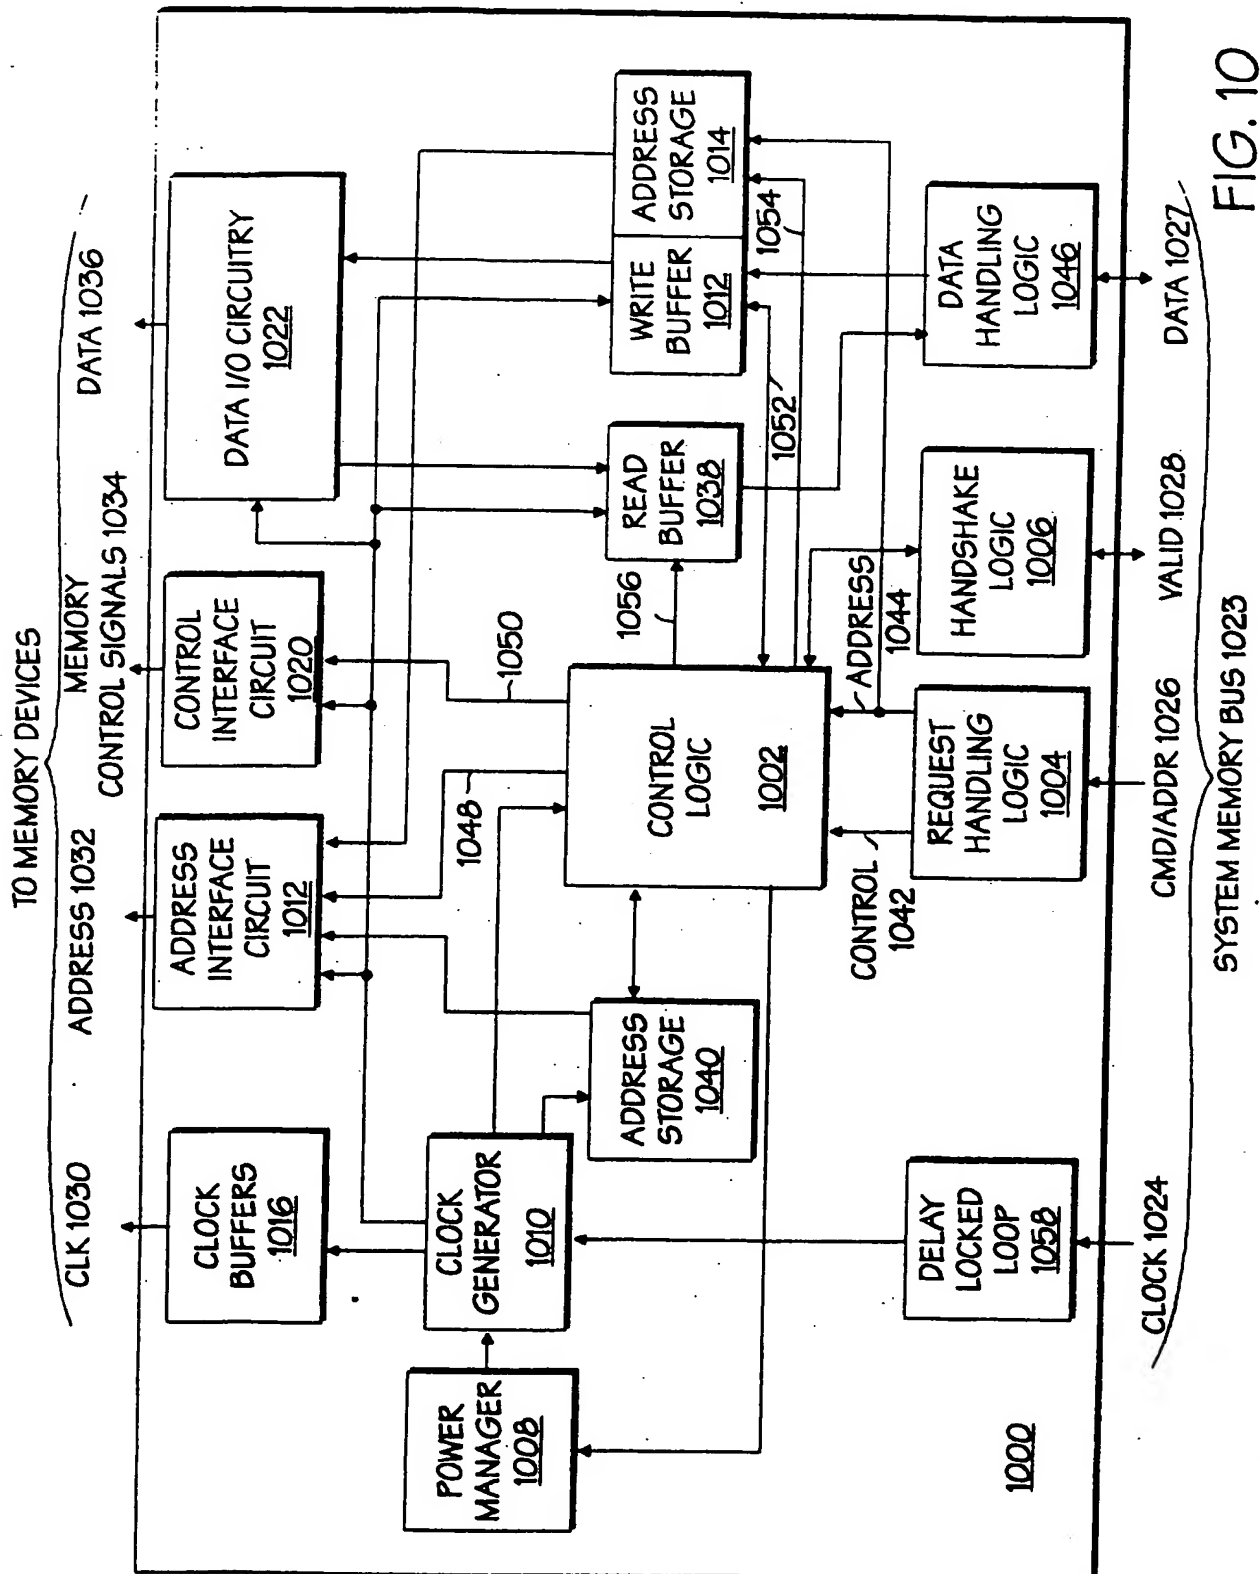 TO MEMORY DEVICES
CLK 1030
ADDRESS 1032
MEMORY
CONTROL SIGNALS 1034
DATA 1036
CLOCK
BUFFERS
1016
ADDRESS
INTERFACE
CIRCUIT
1012
CONTROL
INTERFACE
CIRCUIT
1020
DATA I/O CIRCUITRY
1022
POWER
MANAGER
1008
CLOCK
GENERATOR
1010
1048
1050
ADDRESS
STORAGE
1040
CONTROL
LOGIC
1002
1056
READ
BUFFER
1038
WRITE
BUFFER
1012
ADDRESS
STORAGE
1014
1052
1054
CONTROL
1042
ADDRESS
1044
DELAY
LOCKED
LOOP
1058
REQUEST
HANDLING
LOGIC
1004
HANDSHAKE
LOGIC
1006
DATA
HANDLING
LOGIC
1046
1000
CLOCK 1024
CMD/ADDR 1026
VALID 1028
DATA 1027
SYSTEM MEMORY BUS 1023
FIG. 10